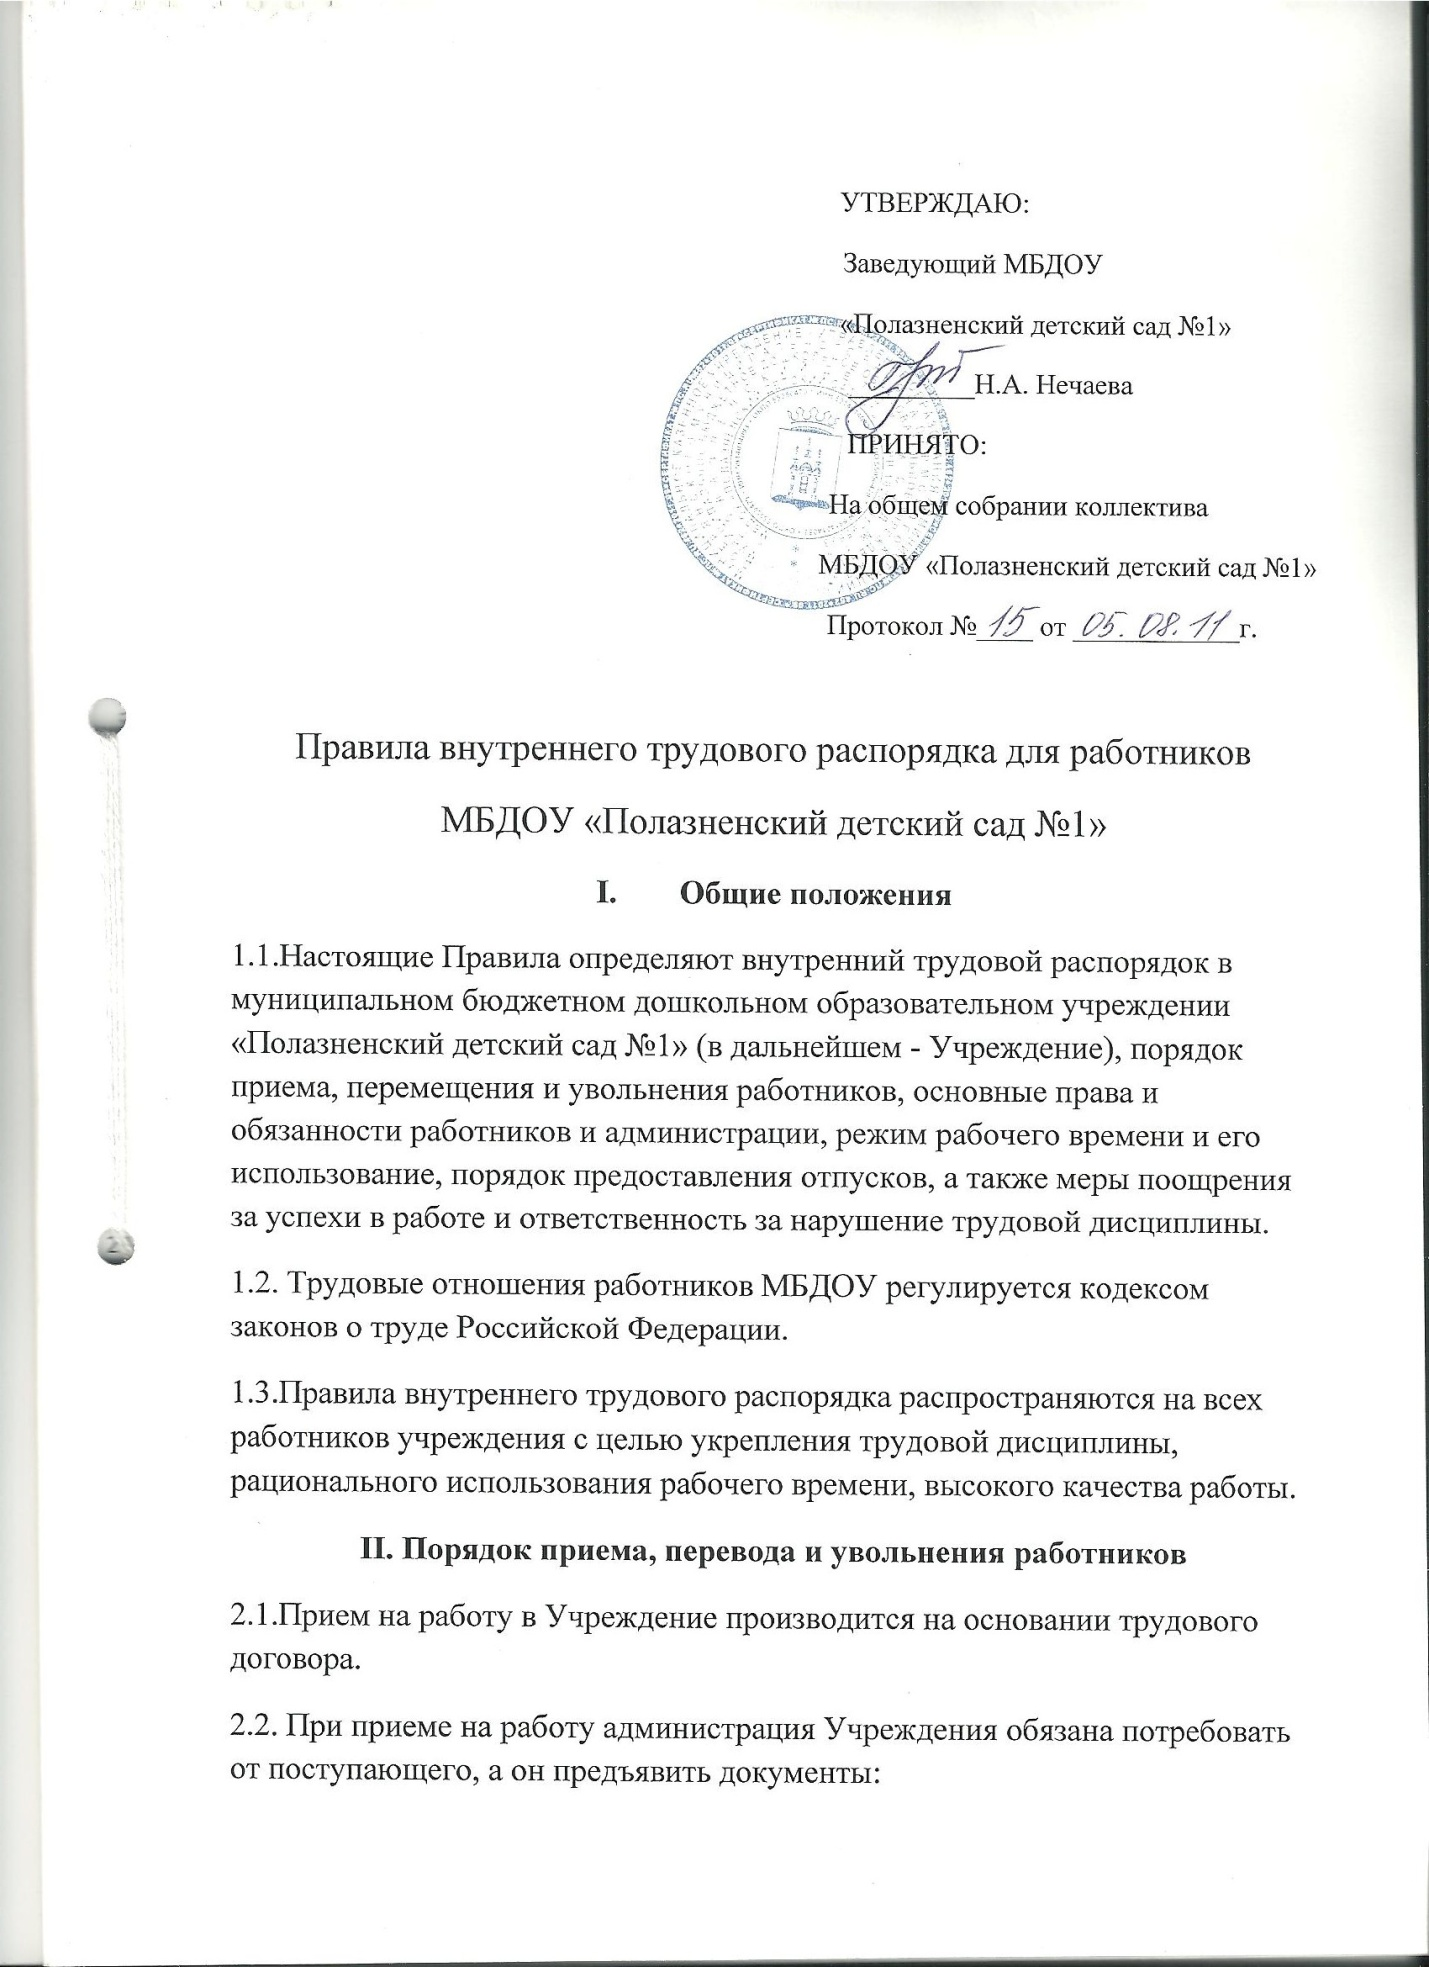 УТВЕРЖДАЮ:
Заведующий МБДОУ
«Полазненский детский сад №1»
_________Н.А. Нечаева
ПРИНЯТО:
На общем собрании коллектива
МБДОУ «Полазненский детский сад №1»
Протокол № 15 от 05.08.11 г.
Правила внутреннего трудового распорядка для работников
МБДОУ «Полазненский детский сад №1»
I. Общие положения
1.1.Настоящие Правила определяют внутренний трудовой распорядок в
муниципальном бюджетном дошкольном образовательном учреждении
«Полазненский детский сад №1» (в дальнейшем - Учреждение), порядок
приема, перемещения и увольнения работников, основные права и
обязанности работников и администрации, режим рабочего времени и его
использование, порядок предоставления отпусков, а также меры поощрения
за успехи в работе и ответственность за нарушение трудовой дисциплины.
1.2. Трудовые отношения работников МБДОУ регулируется кодексом
законов о труде Российской Федерации.
1.3.Правила внутреннего трудового распорядка распространяются на всех
работников учреждения с целью укрепления трудовой дисциплины,
рационального использования рабочего времени, высокого качества работы.
II. Порядок приема, перевода и увольнения работников
2.1.Прием на работу в Учреждение производится на основании трудового
договора.
2.2. При приеме на работу администрация Учреждения обязана потребовать
от поступающего, а он предъявить документы: